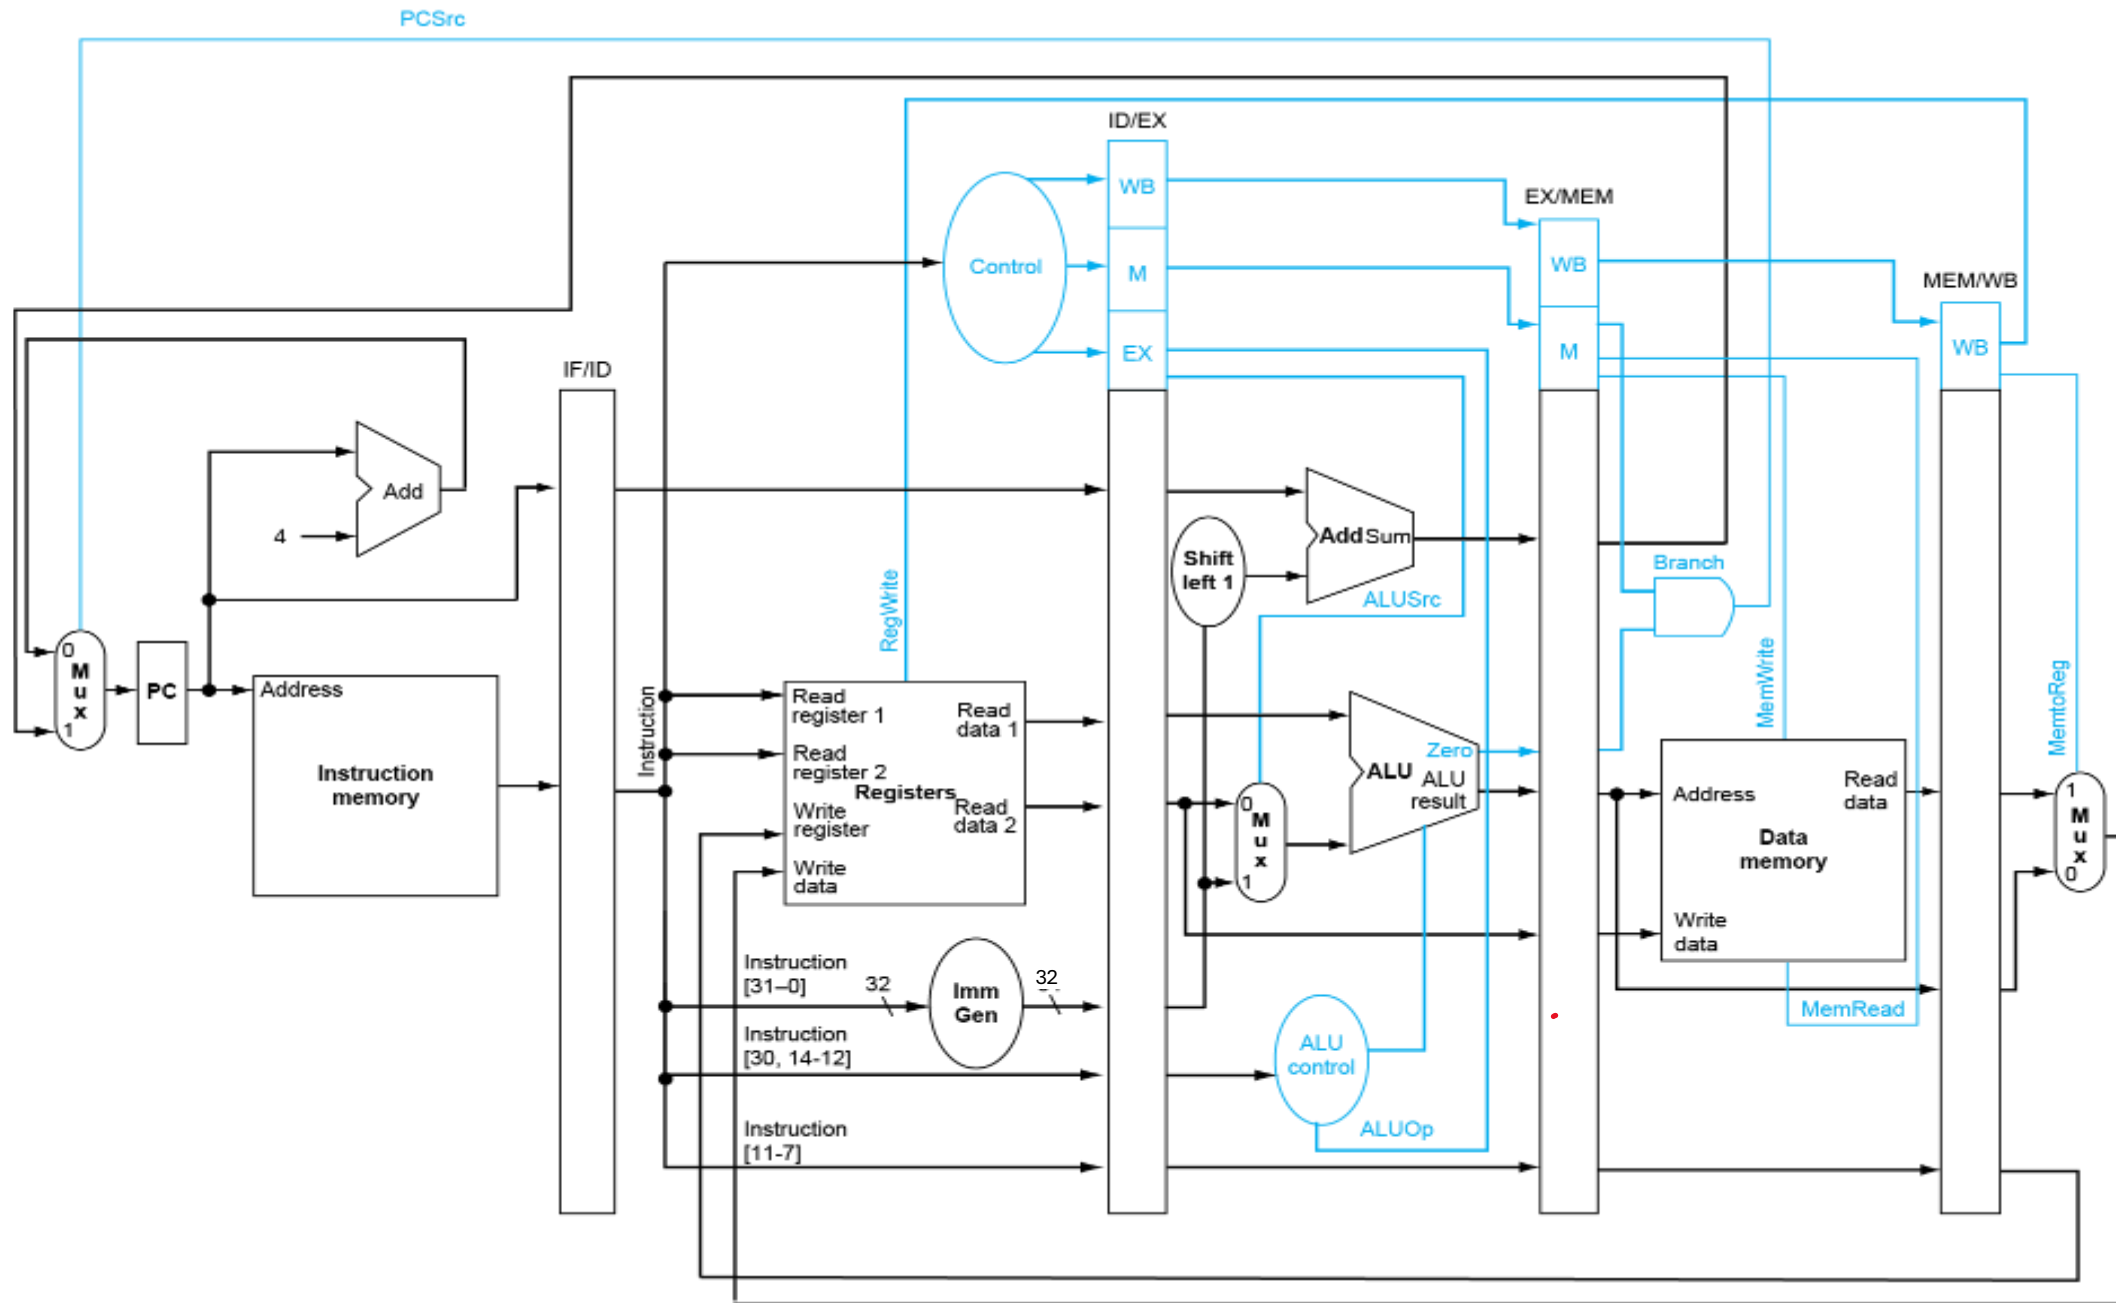 PCSrc
ID/EX
WB
EX/MEM
Control
M
WB
MEM/WB
EX
M
WB
IF/ID
Add
4
Add Sum
Shift
left 1
Branch
ALUSrc
RegWrite
MemWrite
MemtoReg
0
M
u
x
1
PC
Address
Instruction
memory
Instruction
Read
register 1
Read
data 1
Read
register 2
Registers
Read
data 2
Write
register
Write
data
0
M
u
x
1
Zero
ALU
ALU
result
Address
Read
data
Data
memory
Write
data
1
M
u
x
0
MemRead
Instruction
[31–0]
32
Imm
Gen
32
Instruction
[30, 14-12]
ALU
control
ALUOp
Instruction
[11-7]